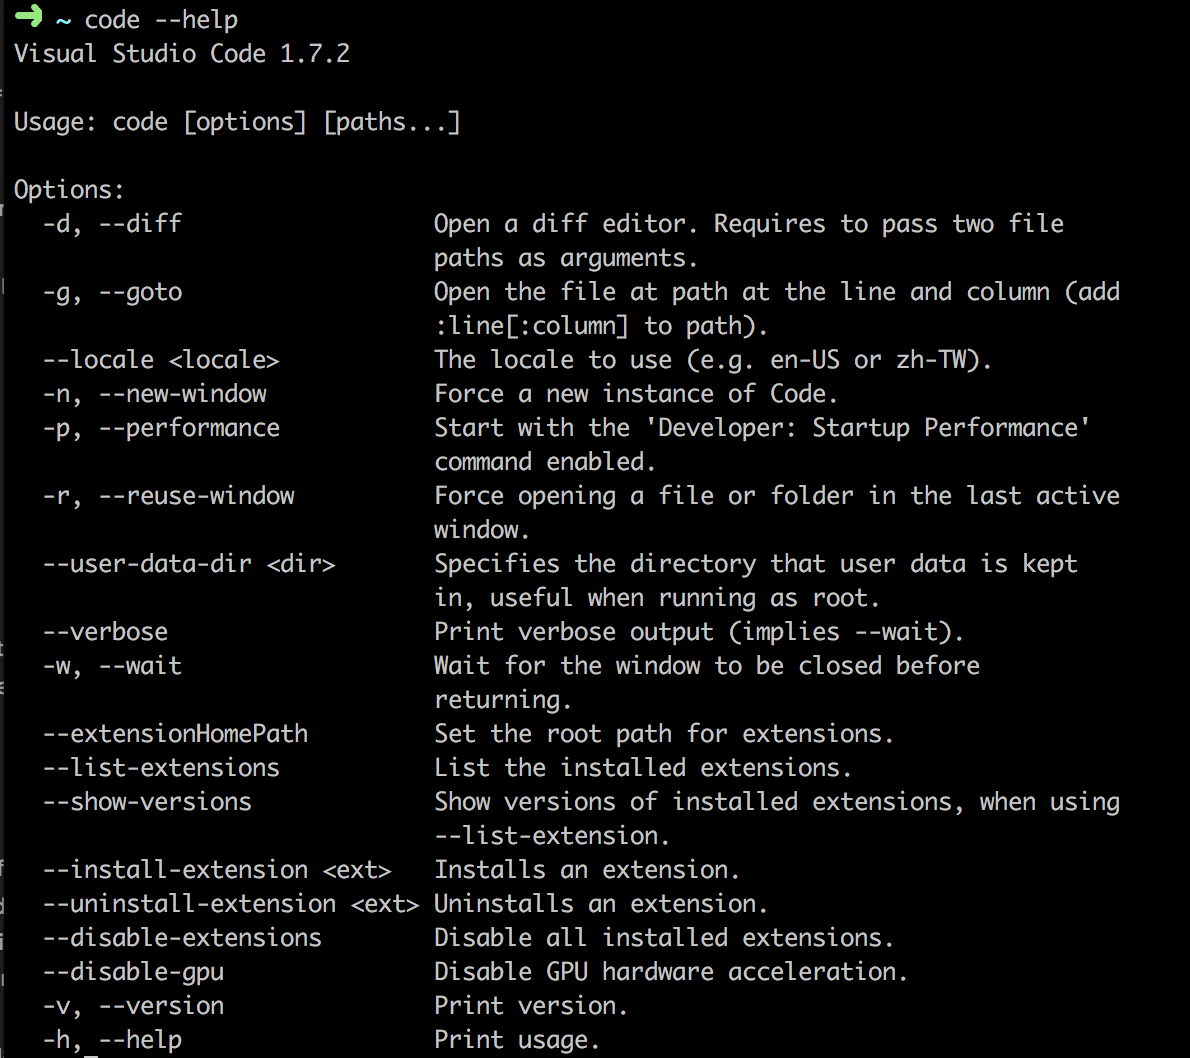 ➜ ~ code --help
Visual Studio Code 1.7.2
Usage: code [options] [paths...]
Options:
-d, --diff Open a diff editor. Requires to pass two file
paths as arguments.
-g, --goto Open the file at path at the line and column (add
:line[:column] to path).
--locale <locale> The locale to use (e.g. en-US or zh-TW).
-n, --new-window Force a new instance of Code.
-p, --performance Start with the 'Developer: Startup Performance'
command enabled.
-r, --reuse-window Force opening a file or folder in the last active
window.
--user-data-dir <dir> Specifies the directory that user data is kept
in, useful when running as root.
--verbose Print verbose output (implies --wait).
-w, --wait Wait for the window to be closed before
returning.
--extensionHomePath Set the root path for extensions.
--list-extensions List the installed extensions.
--show-versions Show versions of installed extensions, when using
--list-extension.
--install-extension <ext> Installs an extension.
--uninstall-extension <ext> Uninstalls an extension.
--disable-extensions Disable all installed extensions.
--disable-gpu Disable GPU hardware acceleration.
-v, --version Print version.
-h, --help Print usage.